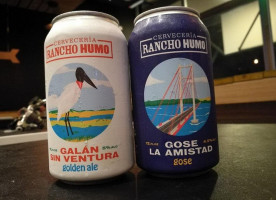 CERVECERÍA
RANCHO HUMO
GALÁN
SIN VENTURA
golden ale
CERVECERÍA
RANCHO HUMO
GOSE
LA AMISTAD
gose